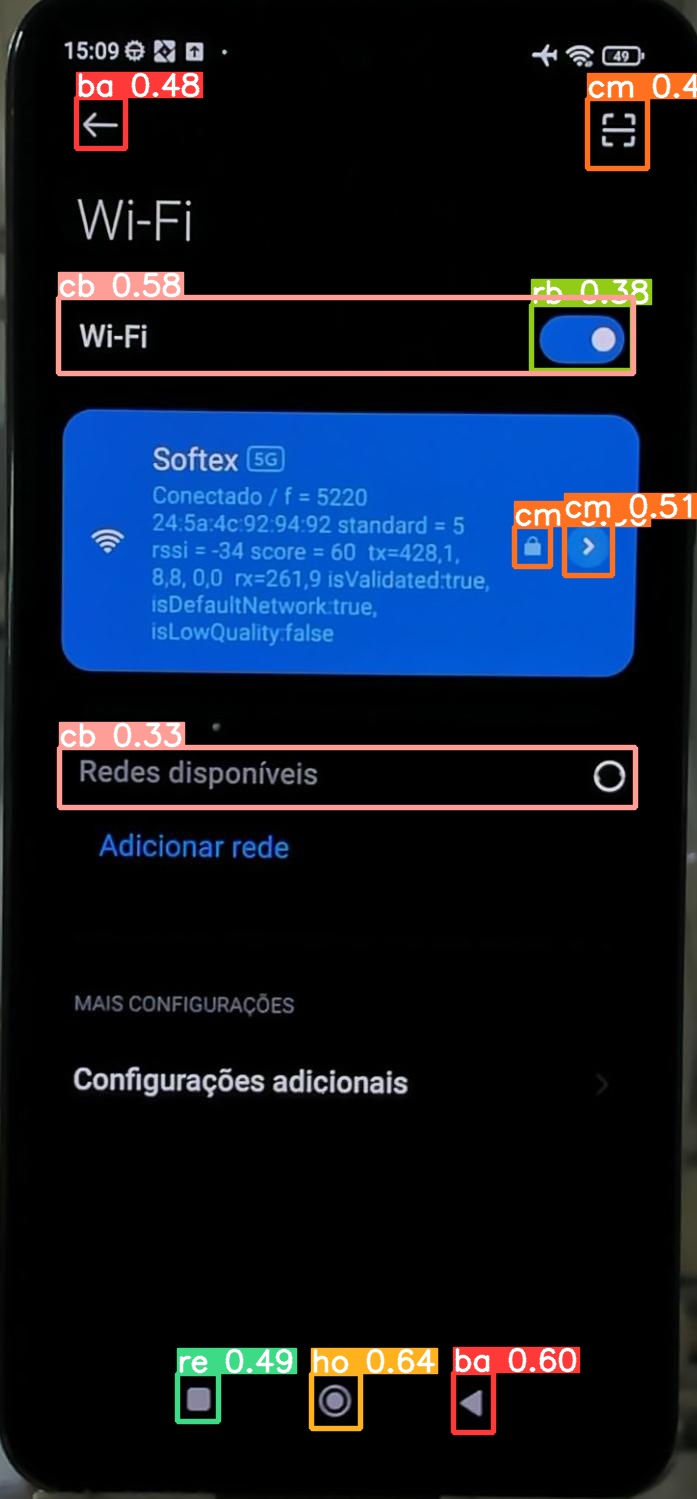 15:09
49
ba 0.48
cm 0.4
Wi-Fi
cb 0.58
rb 0.38
Wi-Fi
Softex 5G
Conectado / f = 5220
24:5a:4c:92:94:92 standard = 5
rssi = -34 score = 60 tx=428,1,
8,8, 0,0 rx=261,9 isValidated:true,
isDefaultNetwork:true,
isLowQuality:false
cm
cm 0.51
cb 0.33
Redes disponíveis
Adicionar rede
MAIS CONFIGURAÇÕES
Configurações adicionais
re 0.49
ho 0.64
ba 0.60